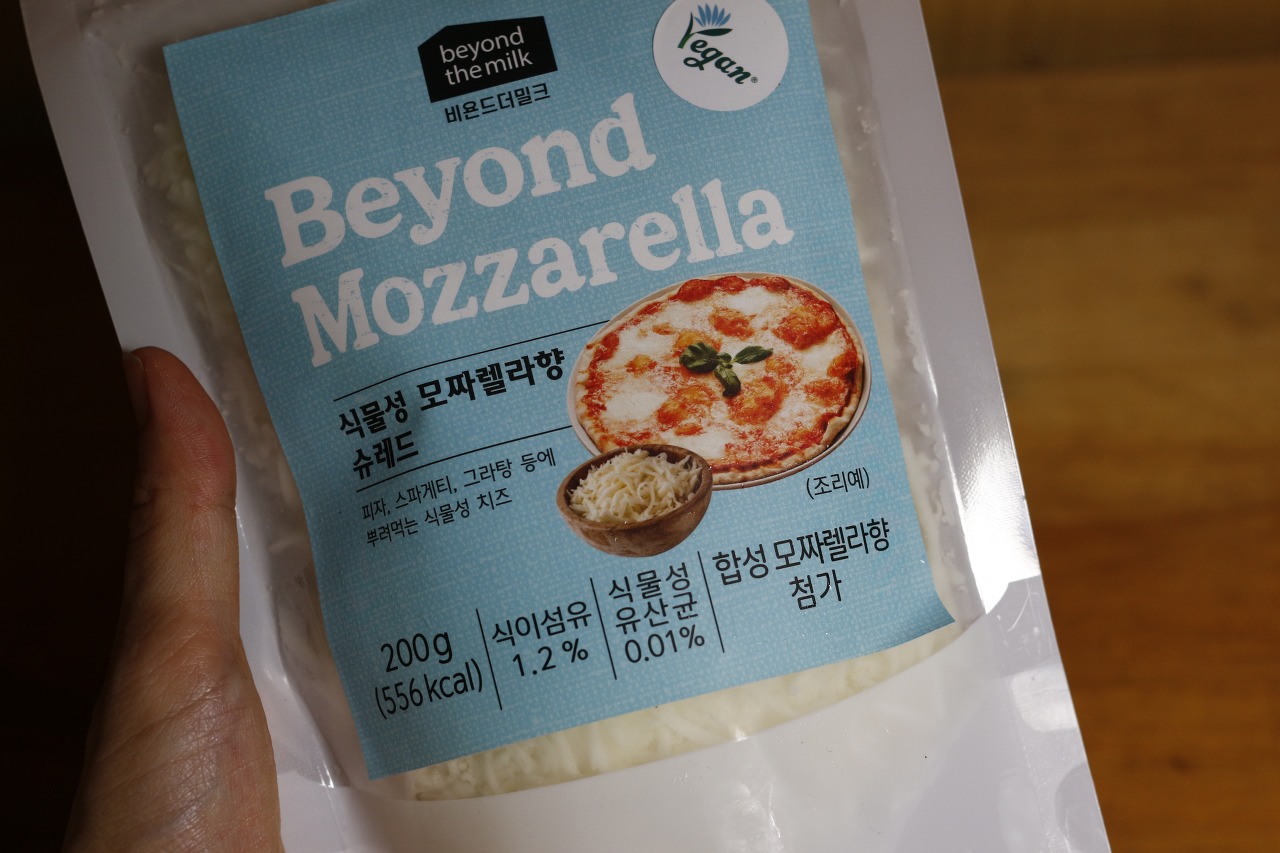 beyond
the milk
비욘드더밀크
Vegan®
Beyond
Mozzarella
식물성 모짜렐라향
슈레드
피자, 스파게티, 그라탕 등에
뿌려먹는 식물성 치즈
(조리예)
200g
(556kcal)
식이섬유
1.2%
식물성
유산균
0.01%
합성 모짜렐라향
첨가